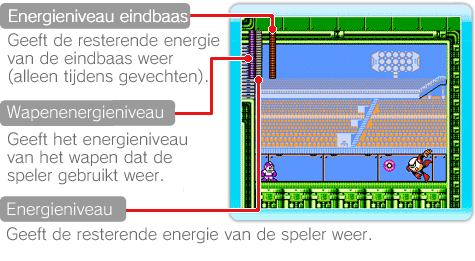 Energieniveau eindbaas
Geeft de resterende energie
van de eindbaas weer
(alleen tijdens gevechten).
Wapenenergieniveau
Geeft het energieniveau
van het wapen dat de
speler gebruikt weer.
Energieniveau
Geeft de resterende energie van de speler weer.